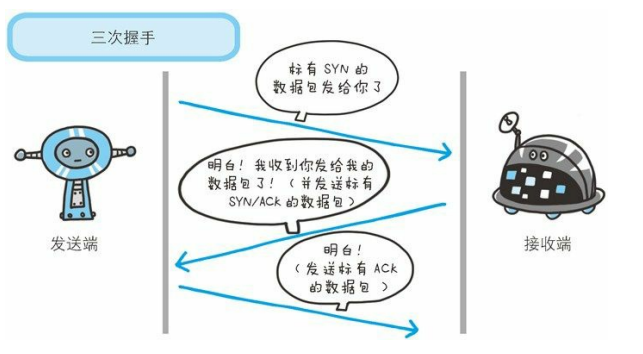 三次握手
标有 SYN 的
数据包发给你了
明白！我收到你发给我的
数据包了！（并发送标有
SYN/ACK 的数据包）
明白！
（发送标有 ACK
的数据包）
发送端
接收端